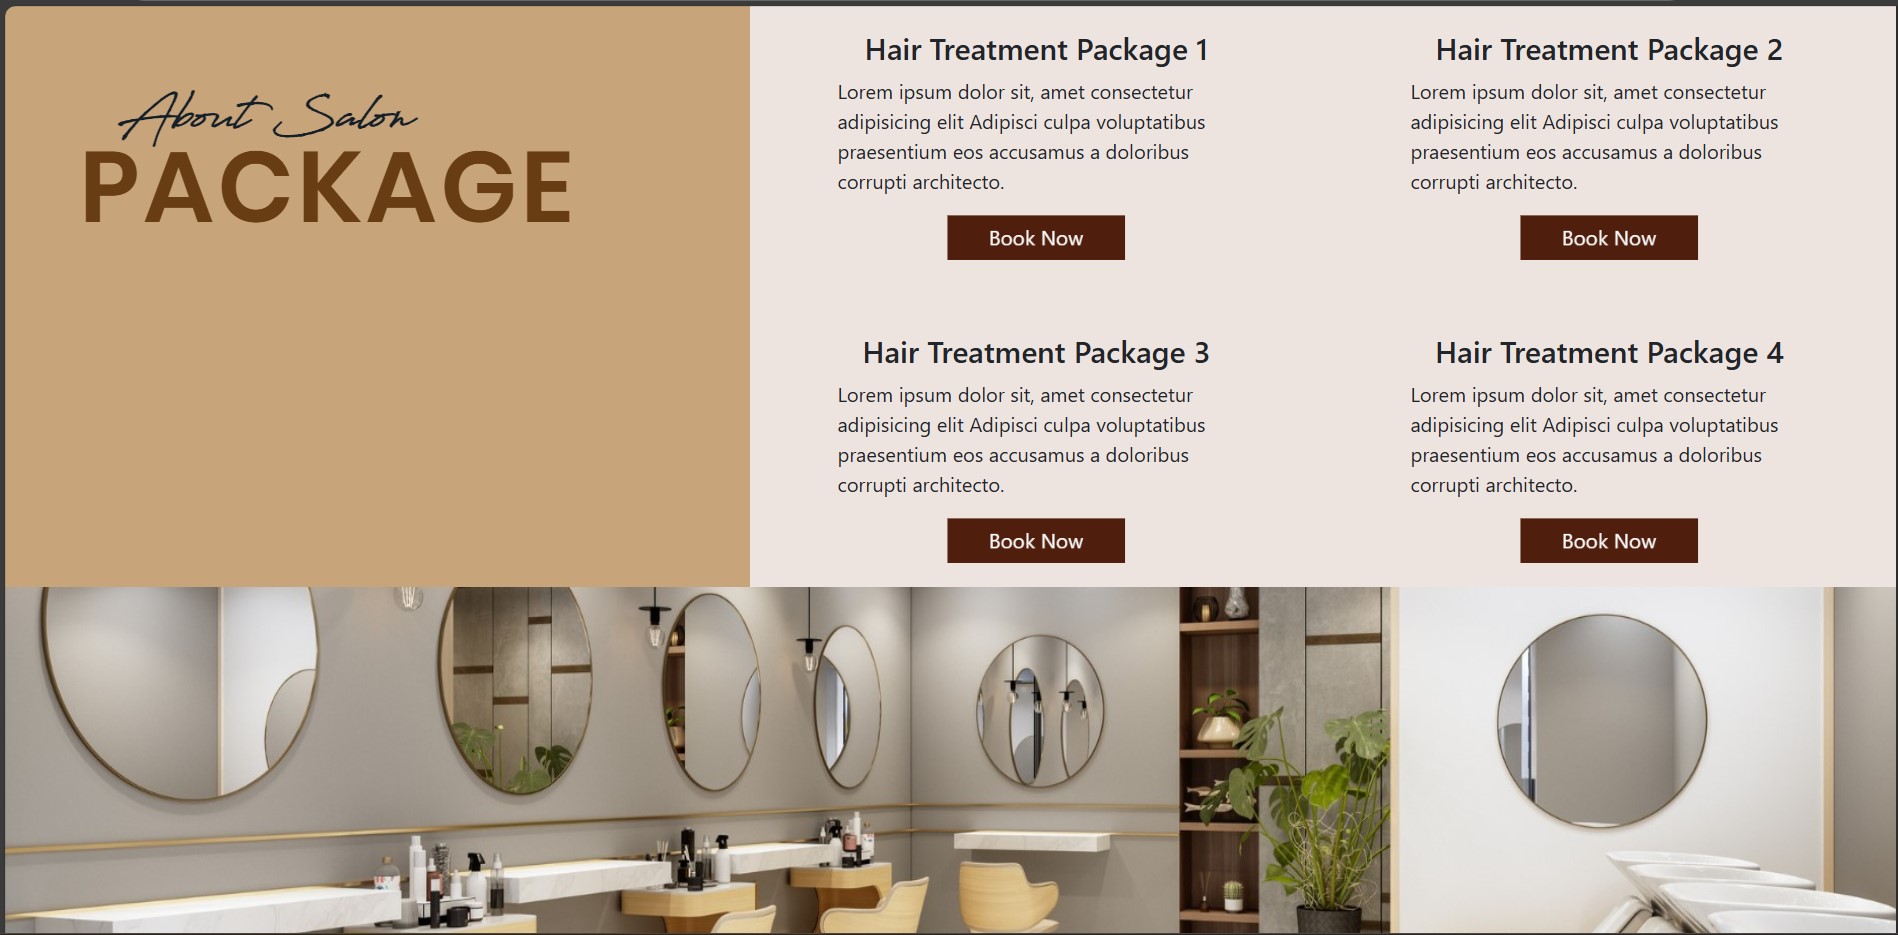 About Salon
PACKAGE
Hair Treatment Package 1
Lorem ipsum dolor sit, amet consectetur
adipisicing elit Adipisci culpa voluptatibus
praesentium eos accusamus a doloribus
corrupti architecto.
Book Now
Hair Treatment Package 2
Lorem ipsum dolor sit, amet consectetur
adipisicing elit Adipisci culpa voluptatibus
praesentium eos accusamus a doloribus
corrupti architecto.
Book Now
Hair Treatment Package 3
Lorem ipsum dolor sit, amet consectetur
adipisicing elit Adipisci culpa voluptatibus
praesentium eos accusamus a doloribus
corrupti architecto.
Book Now
Hair Treatment Package 4
Lorem ipsum dolor sit, amet consectetur
adipisicing elit Adipisci culpa voluptatibus
praesentium eos accusamus a doloribus
corrupti architecto.
Book Now